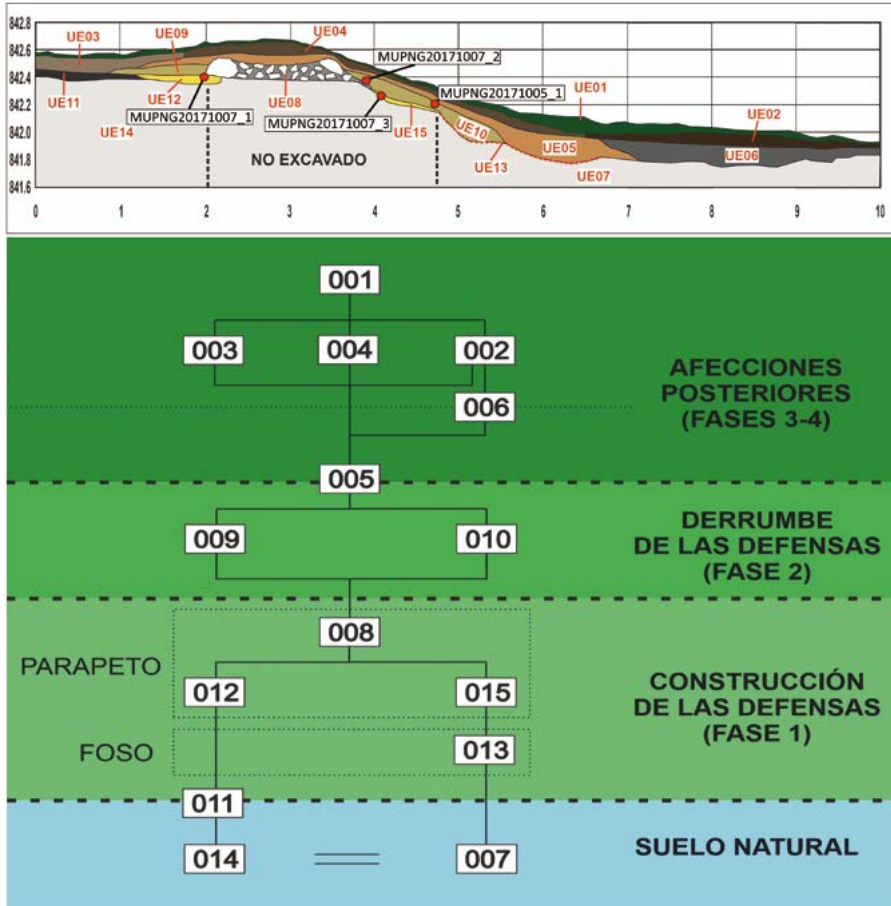 842.8
842.6
842.4
842.2
842.0
841.8
841.6
UE03
UE09
UE04
MUPNG20171007_2
MUPNG20171005_1
UE01
UE11
UE12
UE08
UE02
MUPNG20171007_1
MUPNG20171007_3
UE15
UE14
UE10
UE05
UE06
NO EXCAVADO
UE13
UE07
0 1 2 3 4 5 6 7 8 9 10
001
003 004 002
AFECCIONES
POSTERIORES
(FASES 3-4)
006
005
009 010
DERRUMBE
DE LAS DEFENSAS
(FASE 2)
008
PARAPETO
012 015
CONSTRUCCIÓN
DE LAS DEFENSAS
(FASE 1)
FOSO
013
011
014 007
SUELO NATURAL